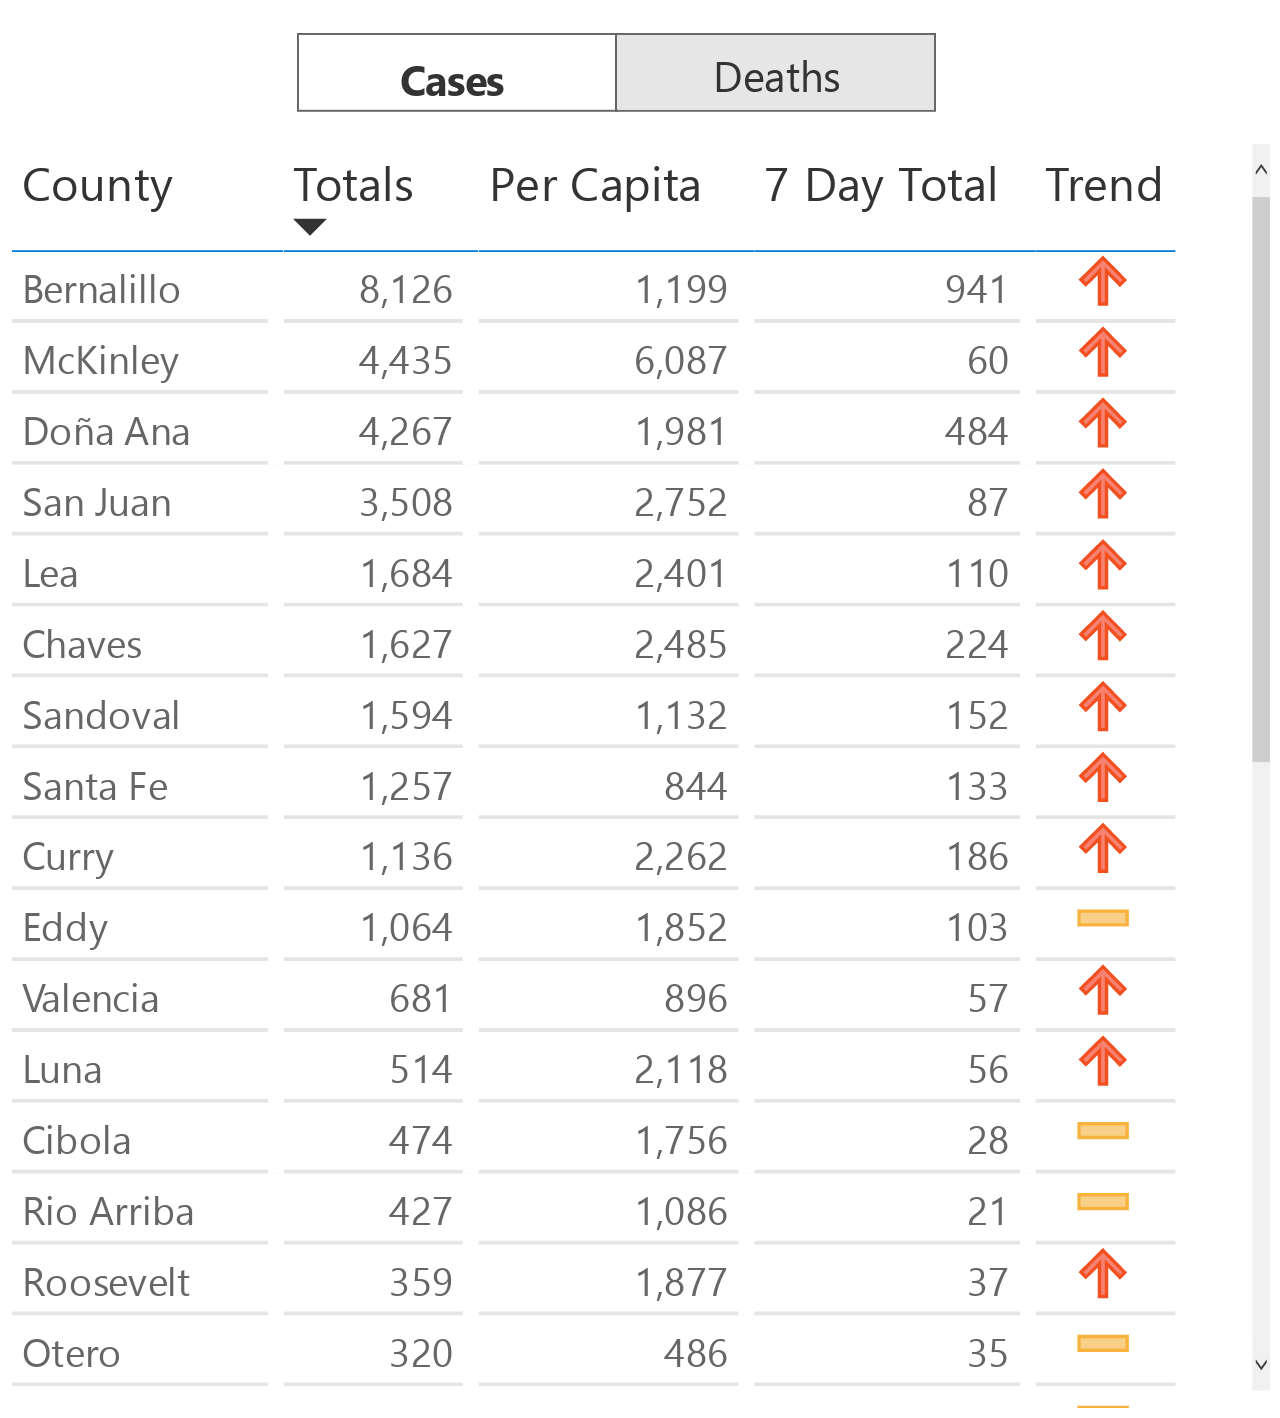 Cases Deaths
County Totals Per Capita 7 Day Total Trend
Bernalillo 8,126 1,199 941
McKinley 4,435 6,087 60
Doña Ana 4,267 1,981 484
San Juan 3,508 2,752 87
Lea 1,684 2,401 110
Chaves 1,627 2,485 224
Sandoval 1,594 1,132 152
Santa Fe 1,257 844 133
Curry 1,136 2,262 186
Eddy 1,064 1,852 103
Valencia 681 896 57
Luna 514 2,118 56
Cibola 474 1,756 28
Rio Arriba 427 1,086 21
Roosevelt 359 1,877 37
Otero 320 486 35